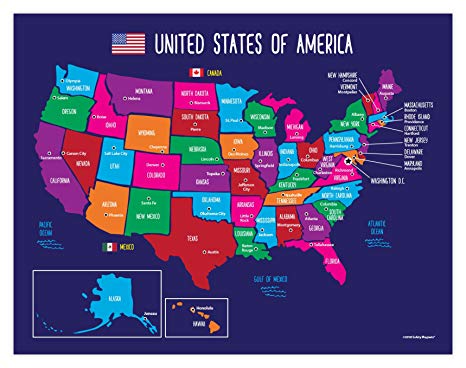 UNITED STATES OF AMERICA
CANADA
Olympia
WASHINGTON
Salem
OREGON
MONTANA
Helena
IDAHO
NORTH DAKOTA
Bismarck
SOUTH DAKOTA
Pierre
MINNESOTA
St. Paul
WISCONSIN
Madison
MICHIGAN
Lansing
NEW HAMPSHIRE
Concord
VERMONT
Montpelier
MAINE
Augusta
MASSACHUSETTS
Boston
RHODE ISLAND
Providence
CONNECTICUT
Hartford
NEW JERSEY
Trenton
DELAWARE
Dover
MARYLAND
Annapolis
WASHINGTON D.C.
Albany
NEW YORK
PENNSYLVANIA
Harrisburg
WYOMING
Cheyenne
NEBRASKA
Lincoln
IOWA
Des Moines
ILLINOIS
Springfield
INDIANA
Indianapolis
OHIO
Columbus
WEST
VIRGINIA
Richmond
VIRGINIA
Sacramento
CALIFORNIA
Carson City
NEVADA
Salt Lake City
UTAH
Denver
COLORADO
Topeka
KANSAS
MISSOURI
Jefferson
City
Frankfort
KENTUCKY
Nashville
TENNESSEE
Raleigh
NORTH CAROLINA
Columbia
SOUTH
CAROLINA
ARIZONA
Phoenix
Santa Fe
NEW MEXICO
OKLAHOMA
Oklahoma City
ARKANSAS
Little
Rock
MISSISSIPPI
Jackson
ALABAMA
Montgomery
Atlanta
GEORGIA
TEXAS
Austin
LOUISIANA
Baton
Rouge
Tallahassee
FLORIDA
PACIFIC
OCEAN
ATLANTIC
OCEAN
MEXICO
GULF OF MEXICO
ALASKA
Juneau
Honolulu
HAWAII